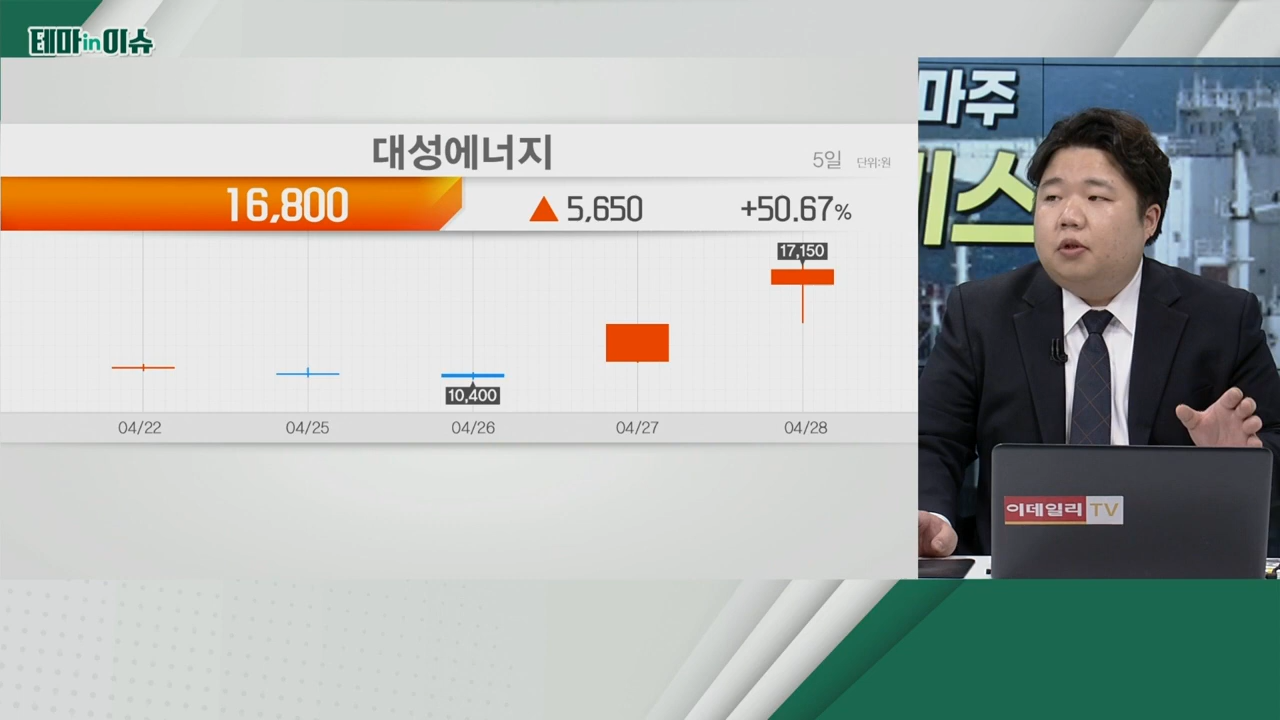 테마in이슈
마주
스
대성에너지
5일 단위:원
16,800 ▲ 5,650 +50.67%
17,150
10,400
04/22 04/25 04/26 04/27 04/28
이데일리TV